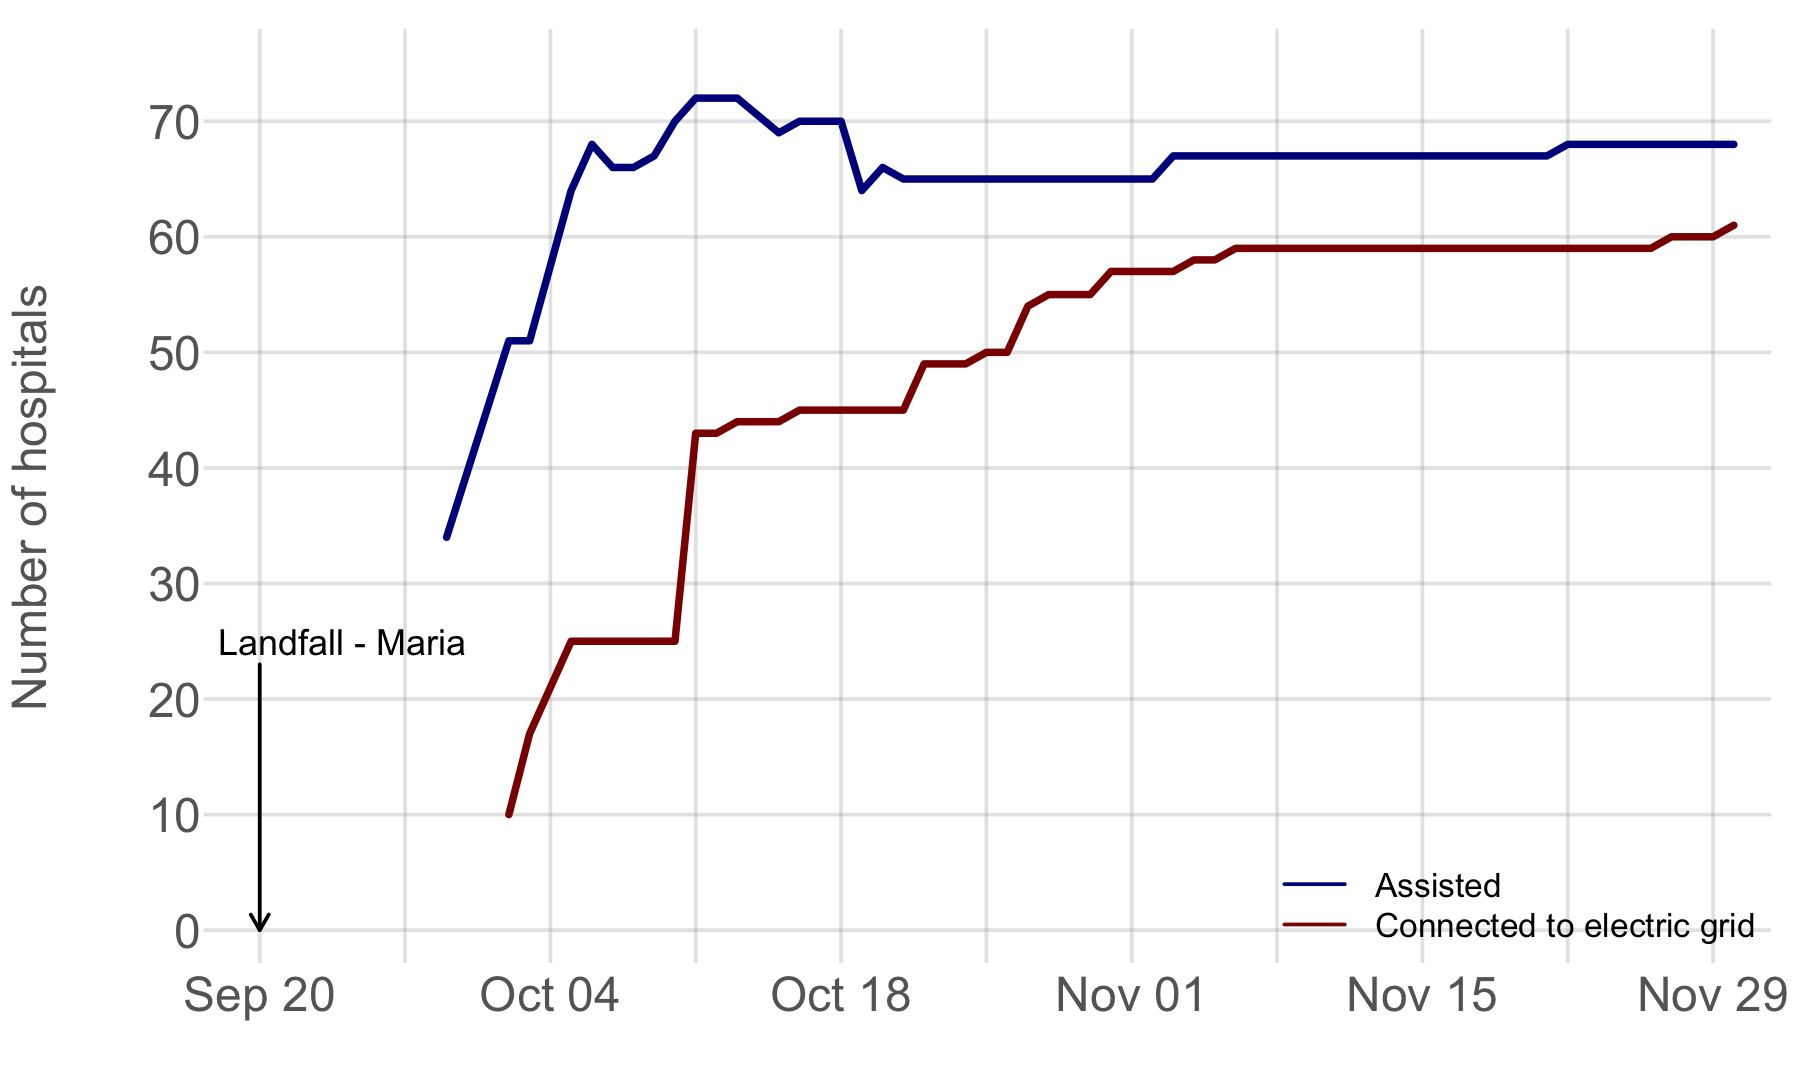 Number of hospitals
70
60
50
40
30
20
10
0
Landfall - Maria
Assisted
Connected to electric grid
Sep 20
Oct 04
Oct 18
Nov 01
Nov 15
Nov 29